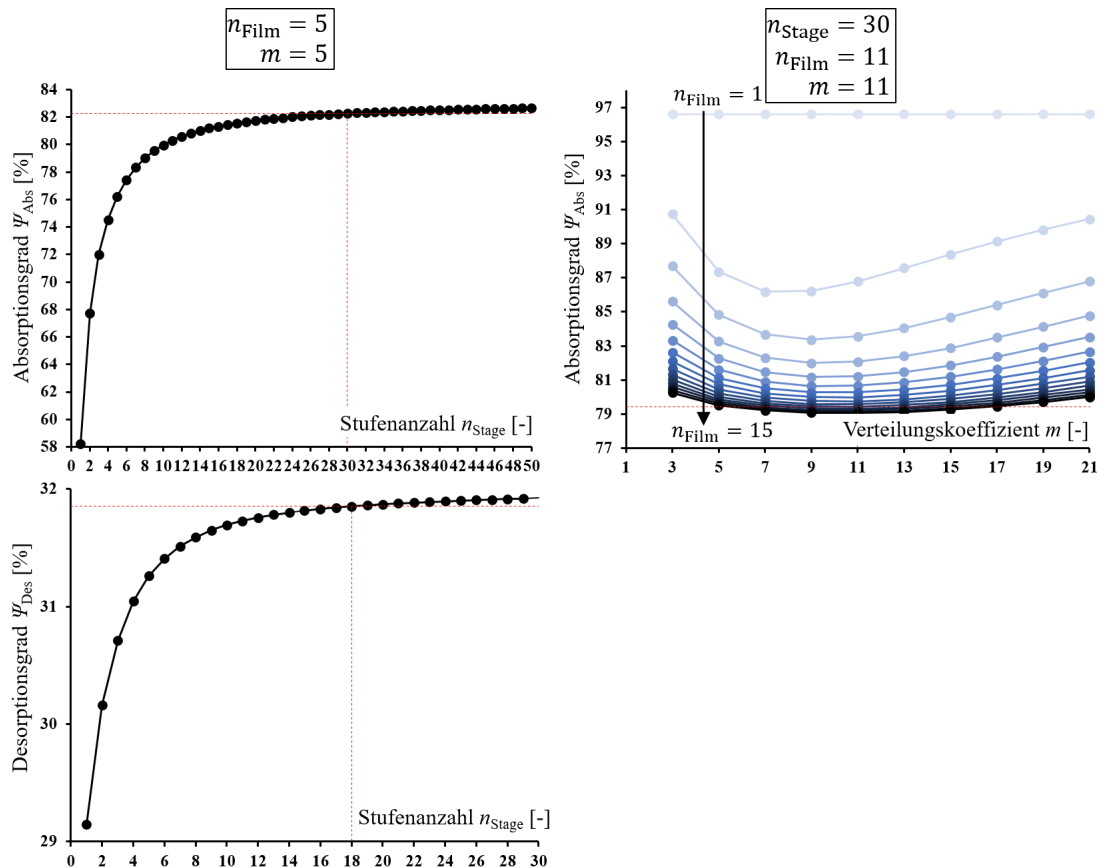 n_Film = 5
m = 5
84
82
80
78
76
74
72
70
68
66
64
62
60
58
Absorptionsgrad Ψ_Abs [%]
Stufenanzahl n_Stage [-]
0 2 4 6 8 10 12 14 16 18 20 22 24 26 28 30 32 34 36 38 40 42 44 46 48 50
n_Stage = 30
n_Film = 11
m = 11
n_Film = 1
97
95
93
91
89
87
85
83
81
79
77
Absorptionsgrad Ψ_Abs [%]
n_Film = 15
Verteilungskoeffizient m [-]
1 3 5 7 9 11 13 15 17 19 21
32
31
30
29
Desorptionsgrad Ψ_Des [%]
Stufenanzahl n_Stage [-]
0 2 4 6 8 10 12 14 16 18 20 22 24 26 28 30